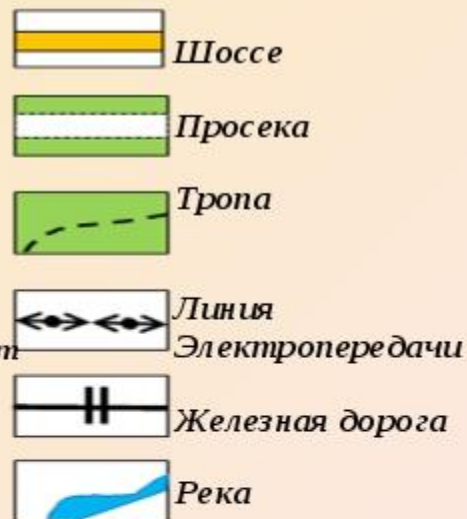 Шоссе
Просека
Тропа
Линия
т Электропередачи
Железная дорога
Река